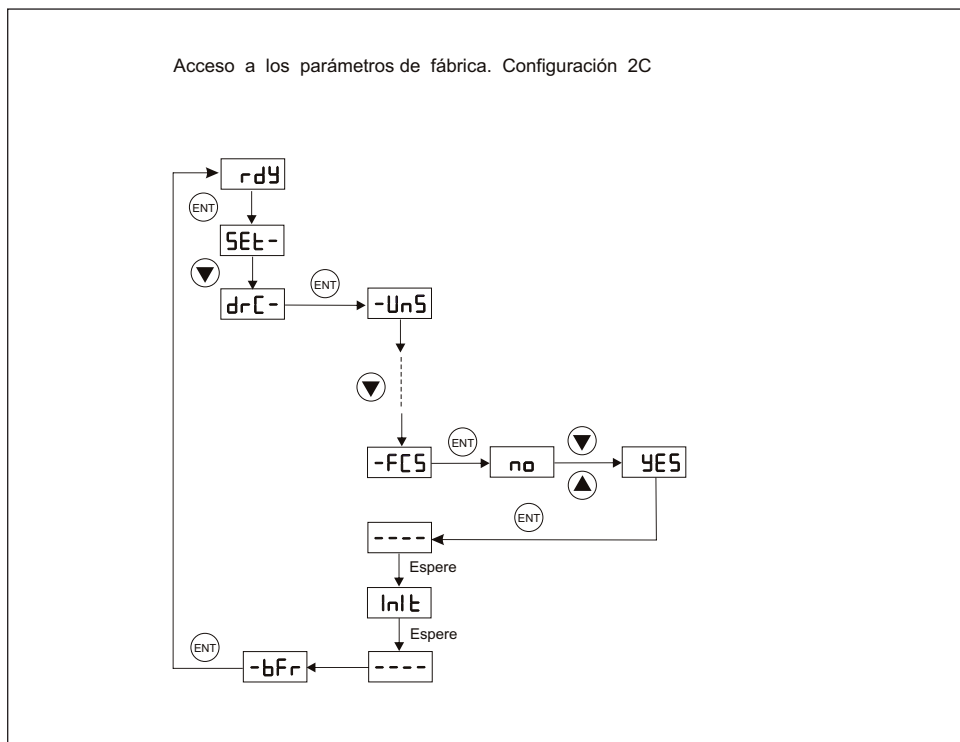 Acceso a los parámetros de fábrica. Configuración 2C
rdY
ENT
SEt-
drC-
ENT
-UnS
-FCS
ENT
no
YES
ENT
----
Espere
InIt
Espere
----
-bFr
ENT